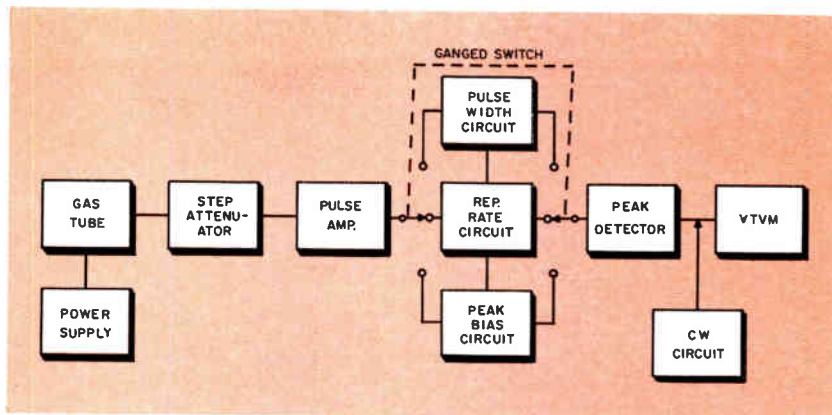 GANGED SWITCH
PULSE
WIDTH
CIRCUIT
GAS
TUBE
STEP
ATTENU-
ATOR
PULSE
AMP.
REP.
RATE
CIRCUIT
PEAK
DETECTOR
VTVM
POWER
SUPPLY
PEAK
BIAS
CIRCUIT
CW
CIRCUIT